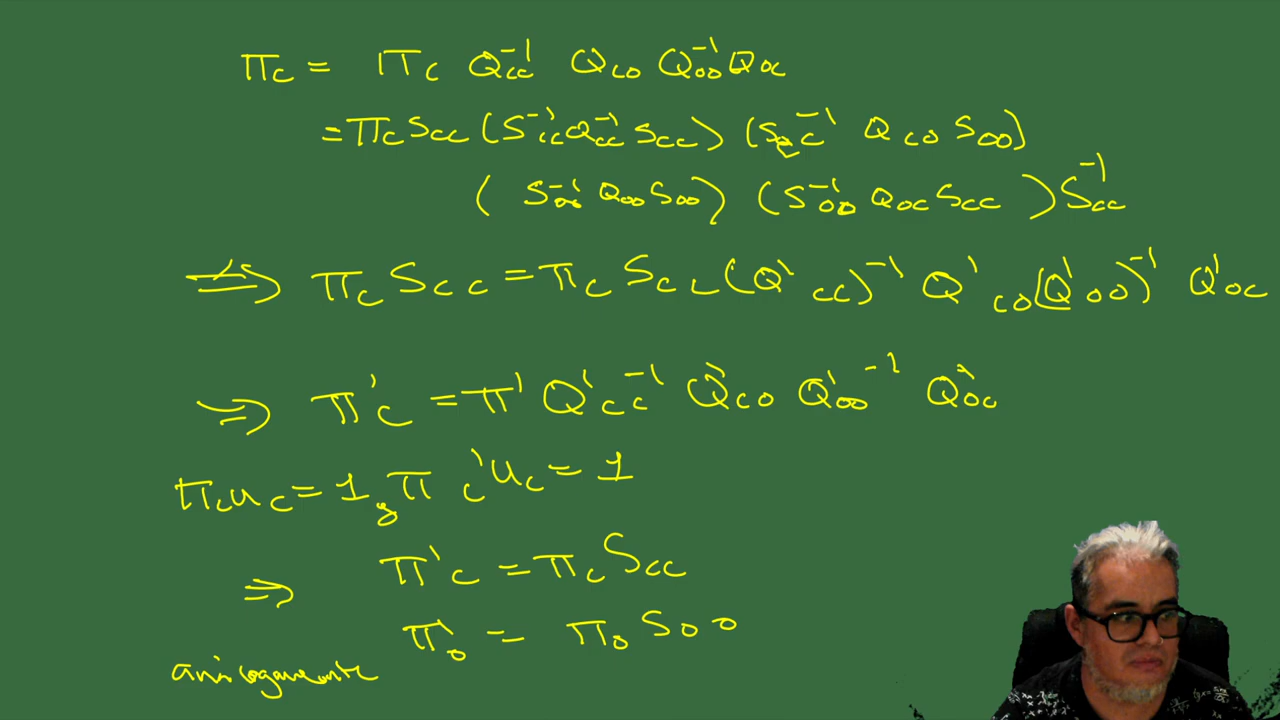 πc = πc Qcc⁻¹ Qco Qoo⁻¹ Qoc
= πc Scc (Scc⁻¹ Qcc⁻¹ Scc) (Scc⁻¹ Qco Soo)
(Soo⁻¹ Qoo Soo) (Soo⁻¹ Qoc Scc) Scc⁻¹
⇒ πc Scc = πc Scc (Q'cc)⁻¹ Q'co (Q'oo)⁻¹ Q'oc
⇒ π'c = π' Q'cc⁻¹ Q'co Q'oo⁻¹ Q'oc
πc uc = 1, π'c uc = 1
⇒ π'c = πc Scc
análogamente π'o = πo Soo